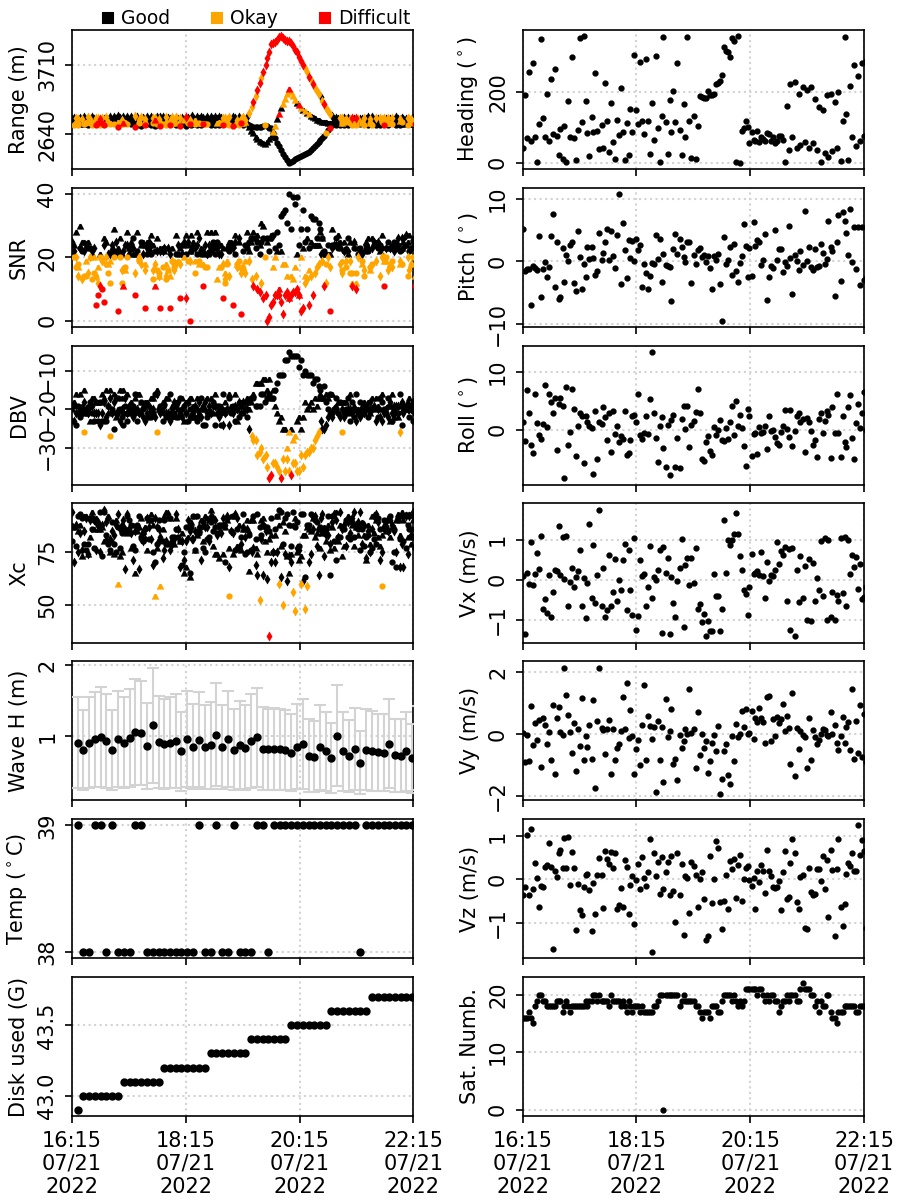 Good Okay Difficult
Range (m)
3710
2640
Heading (°)
200
0
SNR
40
20
0
Pitch (°)
10
0
−10
DBV
−10
−20
−30
Roll (°)
10
0
Xc
75
50
Vx (m/s)
1
0
−1
Wave H (m)
2
1
Vy (m/s)
2
0
−2
Temp (°C)
39
38
Vz (m/s)
1
0
−1
Disk used (G)
43.5
43.0
Sat. Numb.
20
10
0
16:15 18:15 20:15 22:15
07/21 07/21 07/21 07/21
2022 2022 2022 2022
16:15 18:15 20:15 22:15
07/21 07/21 07/21 07/21
2022 2022 2022 2022